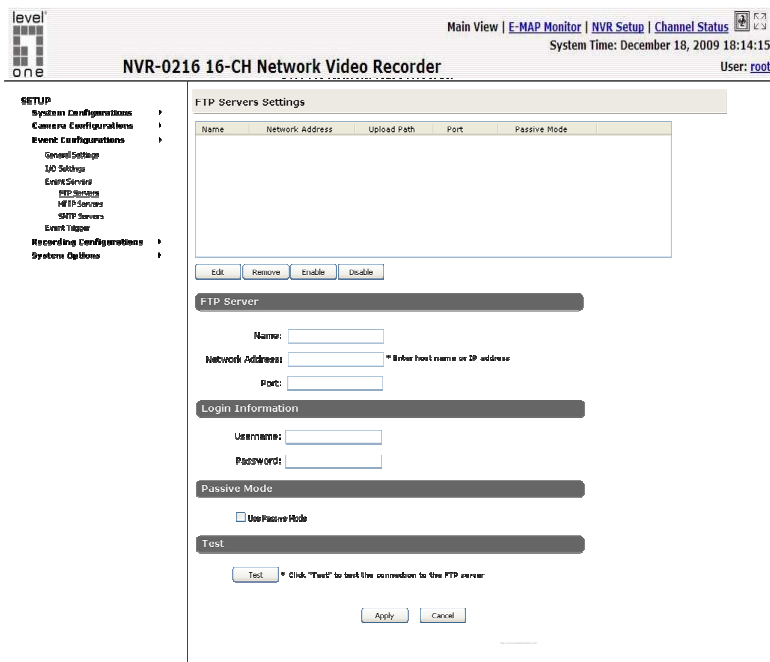 level
one
Main View | E-MAP Monitor | NVR Setup | Channel Status
System Time: December 18, 2009 18:14:15
NVR-0216 16-CH Network Video Recorder
User: root
SETUP
System Configurations
Camera Configurations
Event Configurations
General Settings
I/O Settings
Event Servers
FTP Servers
HTTP Servers
SMTP Servers
Event Trigger
Recording Configurations
System Options
FTP Servers Settings
Name Network Address Upload Path Port Passive Mode
Edit Remove Enable Disable
FTP Server
Name:
Network Address: * Enter host name or IP address
Port:
Login Information
Username:
Password:
Passive Mode
Use Passive Mode
Test
Test * Click "Test" to test the connection to the FTP server
Apply Cancel